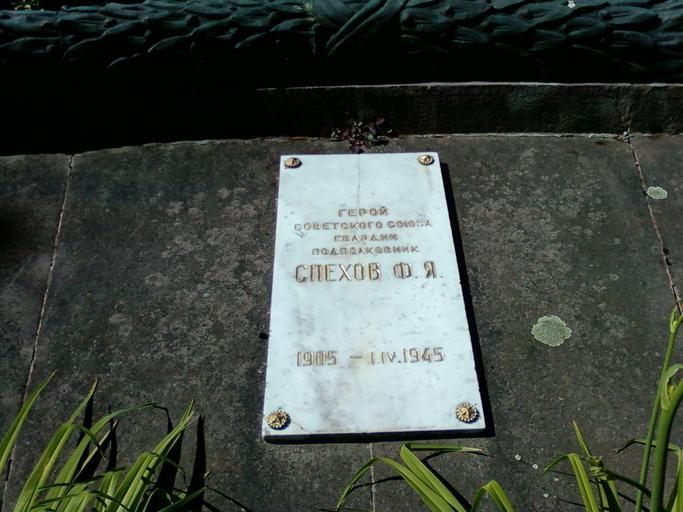 ГЕРОЙ
СОВЕТСКОГО СОЮЗА
ГВАРДИИ
ПОДПОЛКОВНИК
СПЕХОВ Ф. Я.
1905 – 1.IV.1945